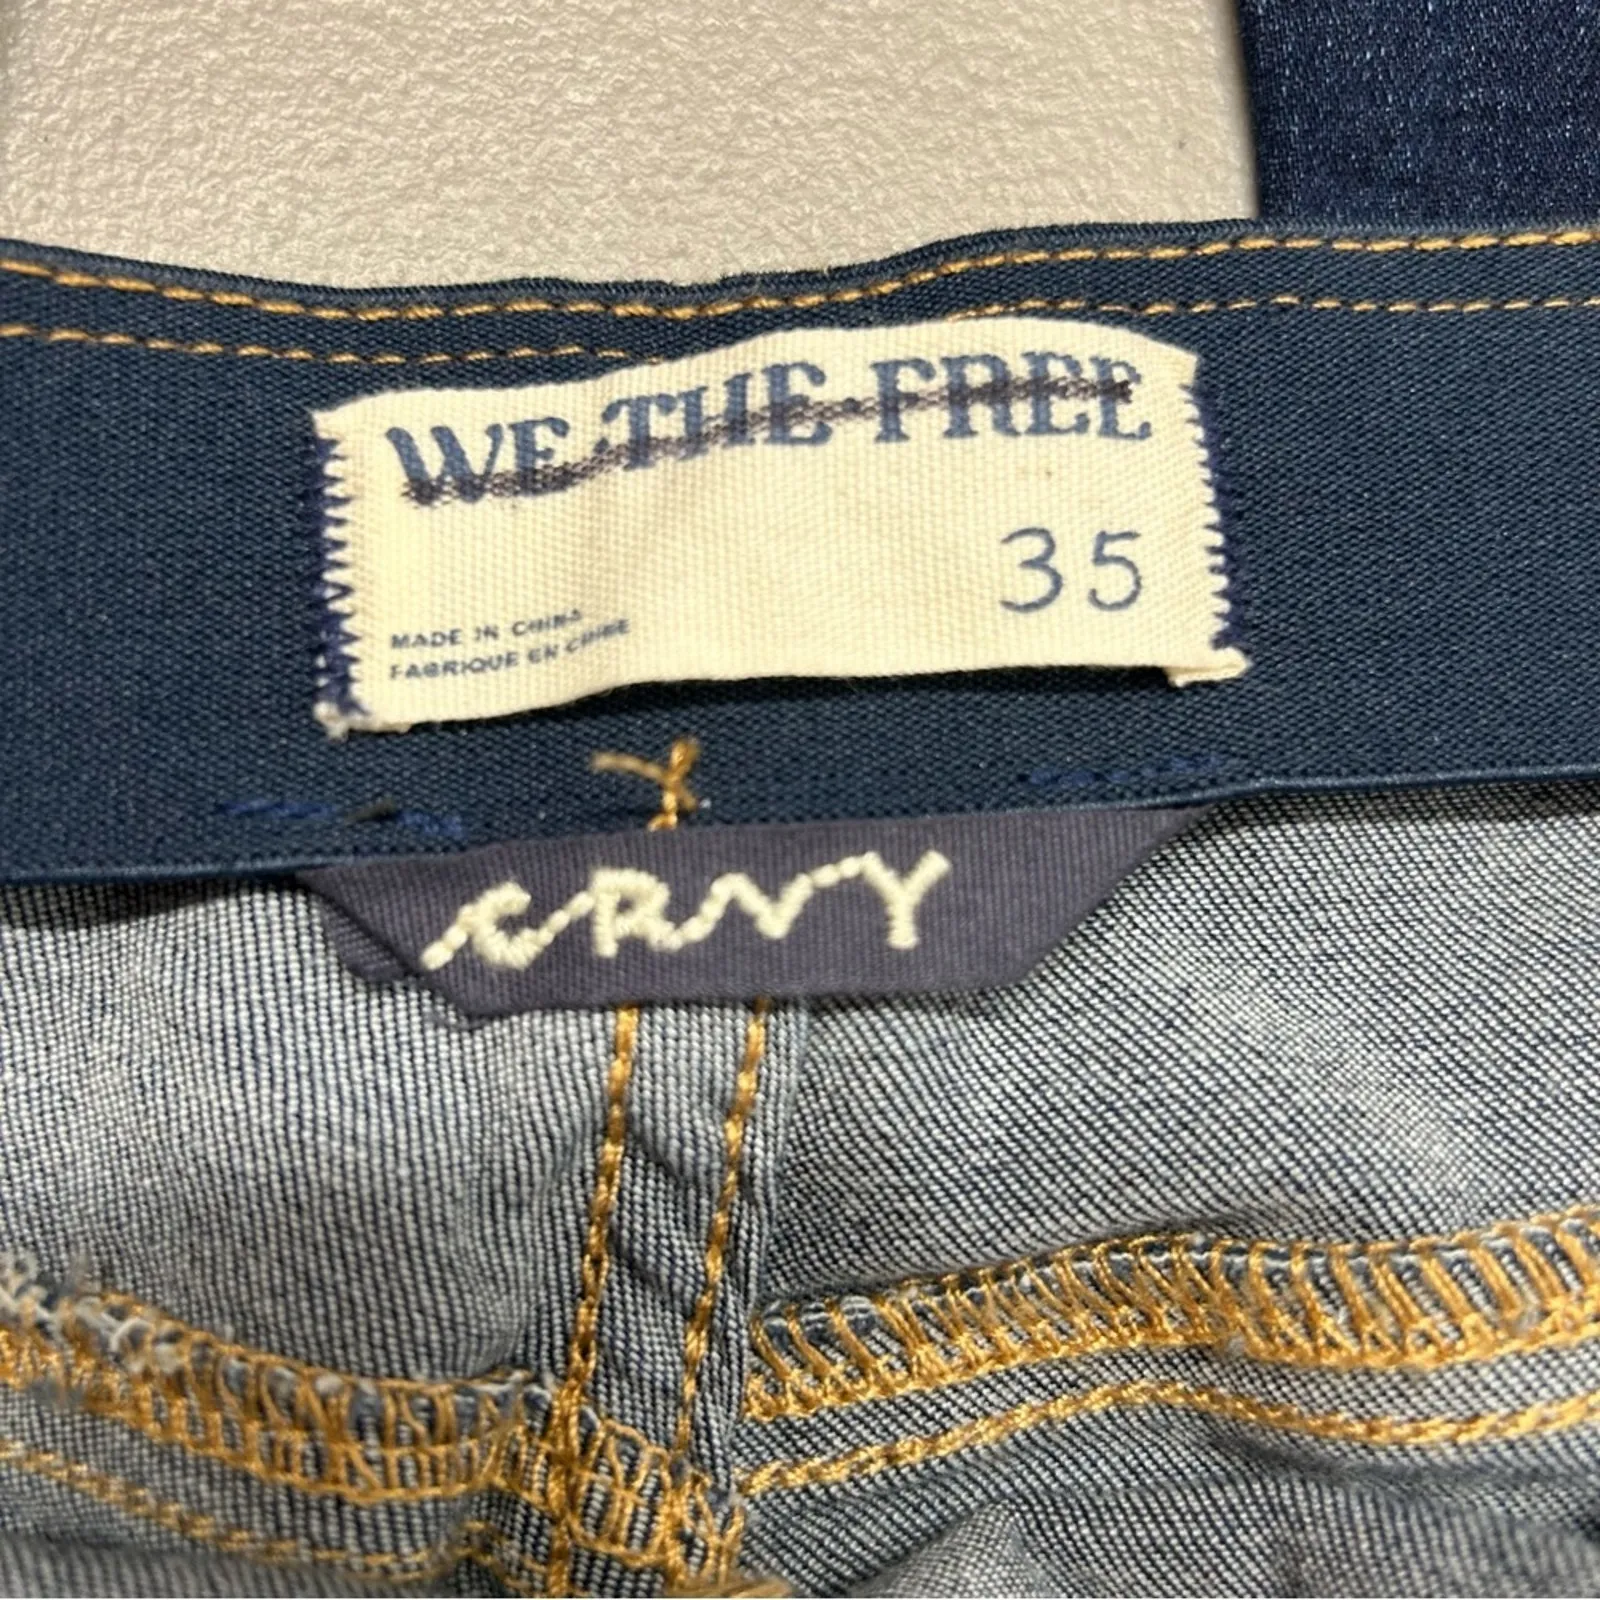 WE THE FREE
35
MADE IN CHINA
FABRIQUE EN CHINE
CRVY